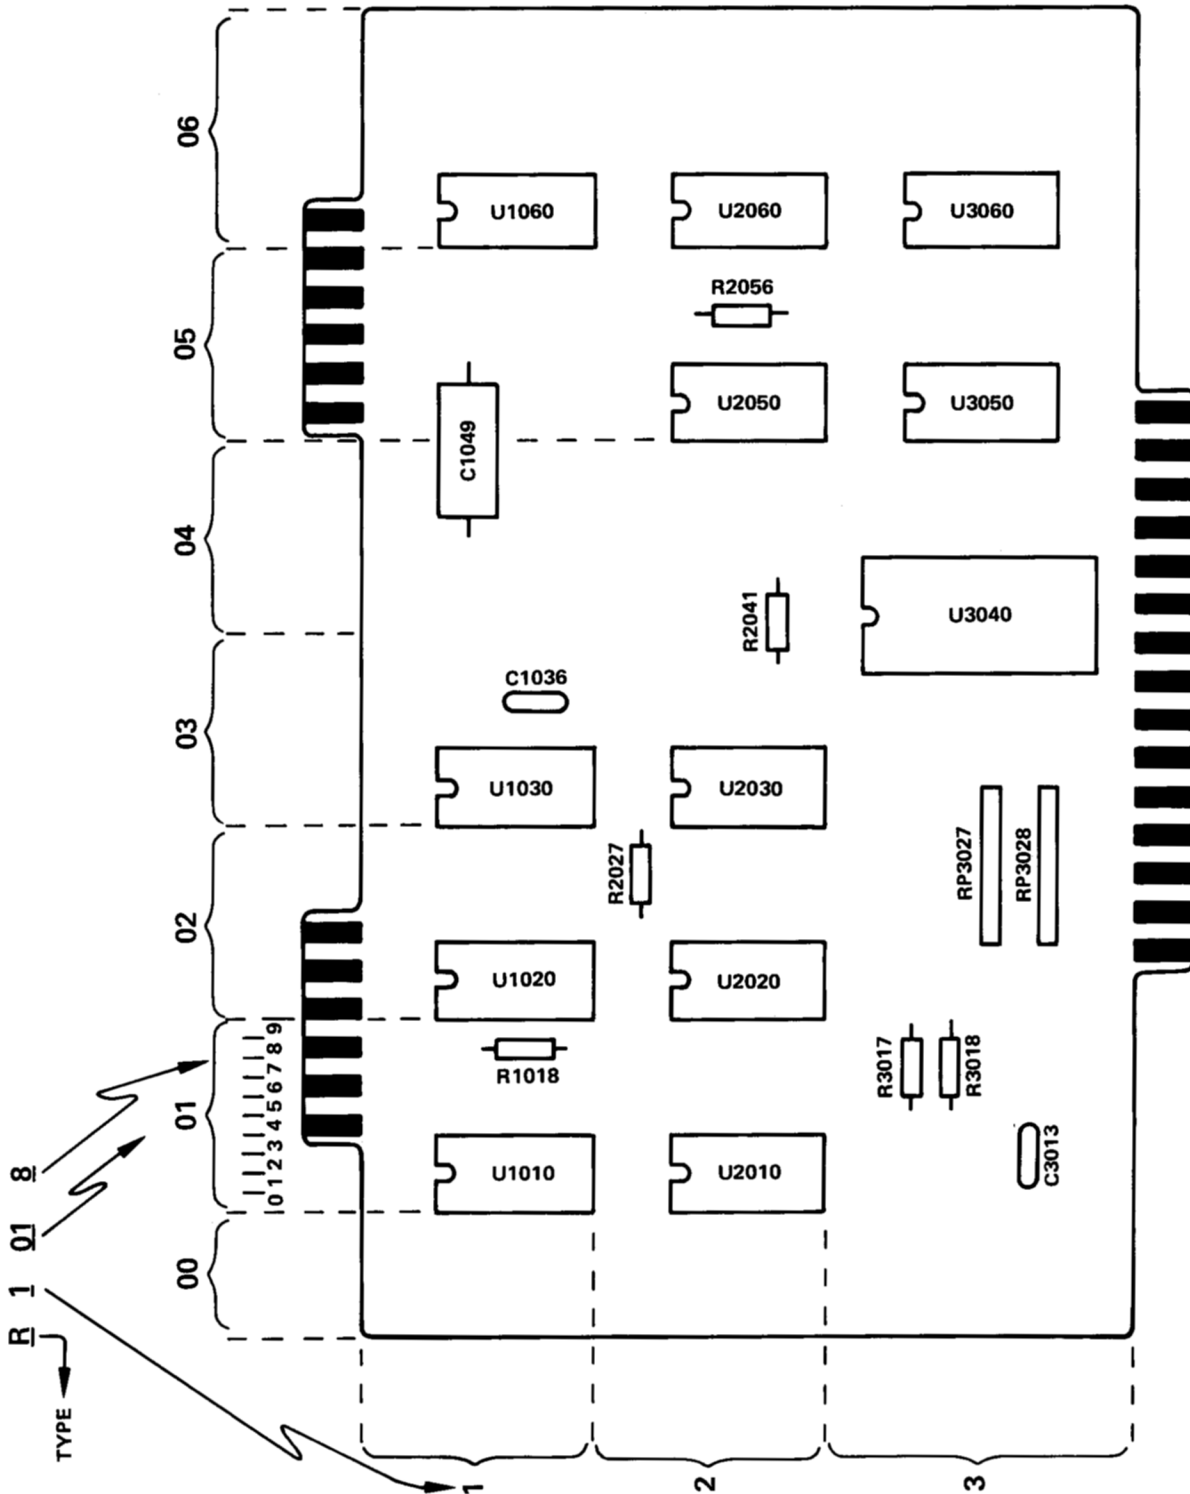 R 1 01 8
TYPE
00 01 02 03 04 05 06
0 1 2 3 4 5 6 7 8 9
1
2
3
U1060
U2060
U3060
R2056
C1049
U2050
U3050
R2041
U3040
C1036
U1030
U2030
R2027
RP3027
RP3028
U1020
U2020
R1018
R3017
R3018
U1010
U2010
C3013